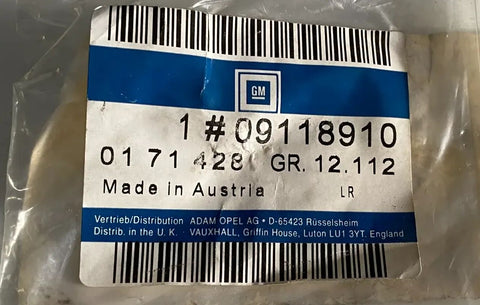 GM
1 # 09118910
01 71 428 GR. 12.112
Made in Austria LR
Vertrieb/Distribution ADAM OPEL AG • D-65423 Rüsselsheim
Distrib. in the U. K. · VAUXHALL, Griffin House, Luton LU1 3YT. England